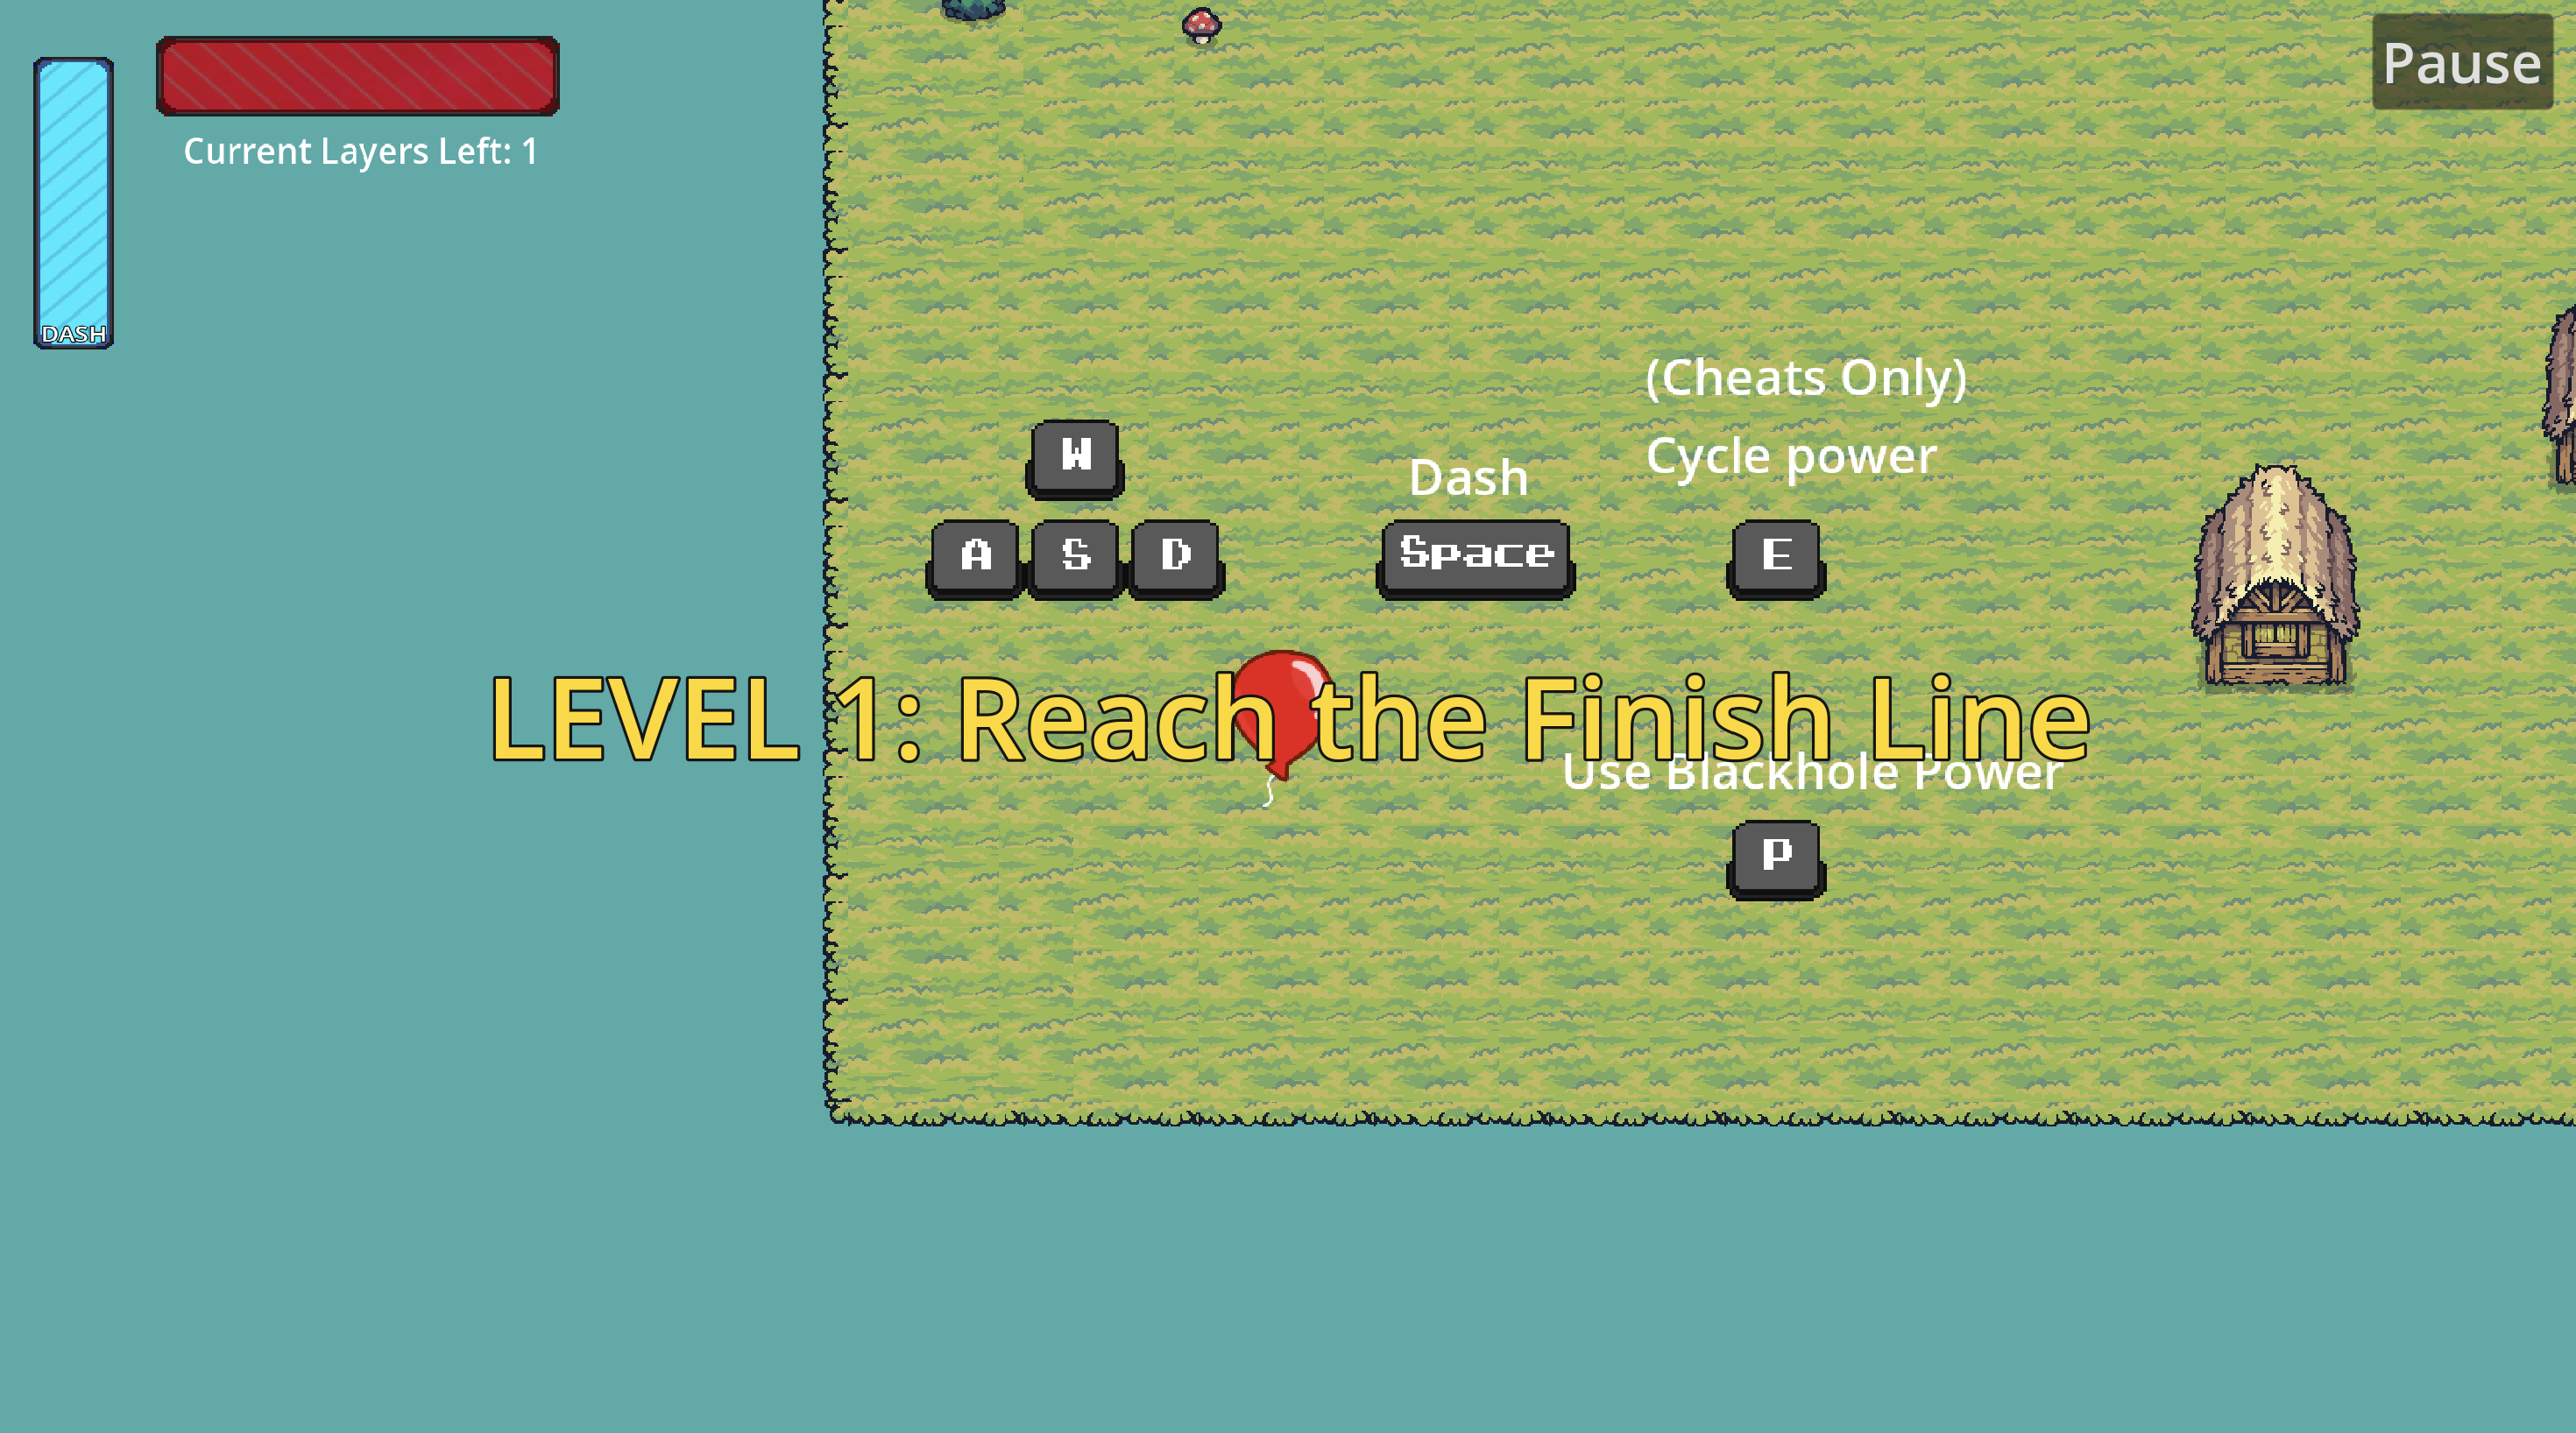 Pause
Current Layers Left: 1
DASH
(Cheats Only)
Cycle power
W
Dash
A S D
Space
E
LEVEL 1: Reach the Finish Line
Use Blackhole Power
P